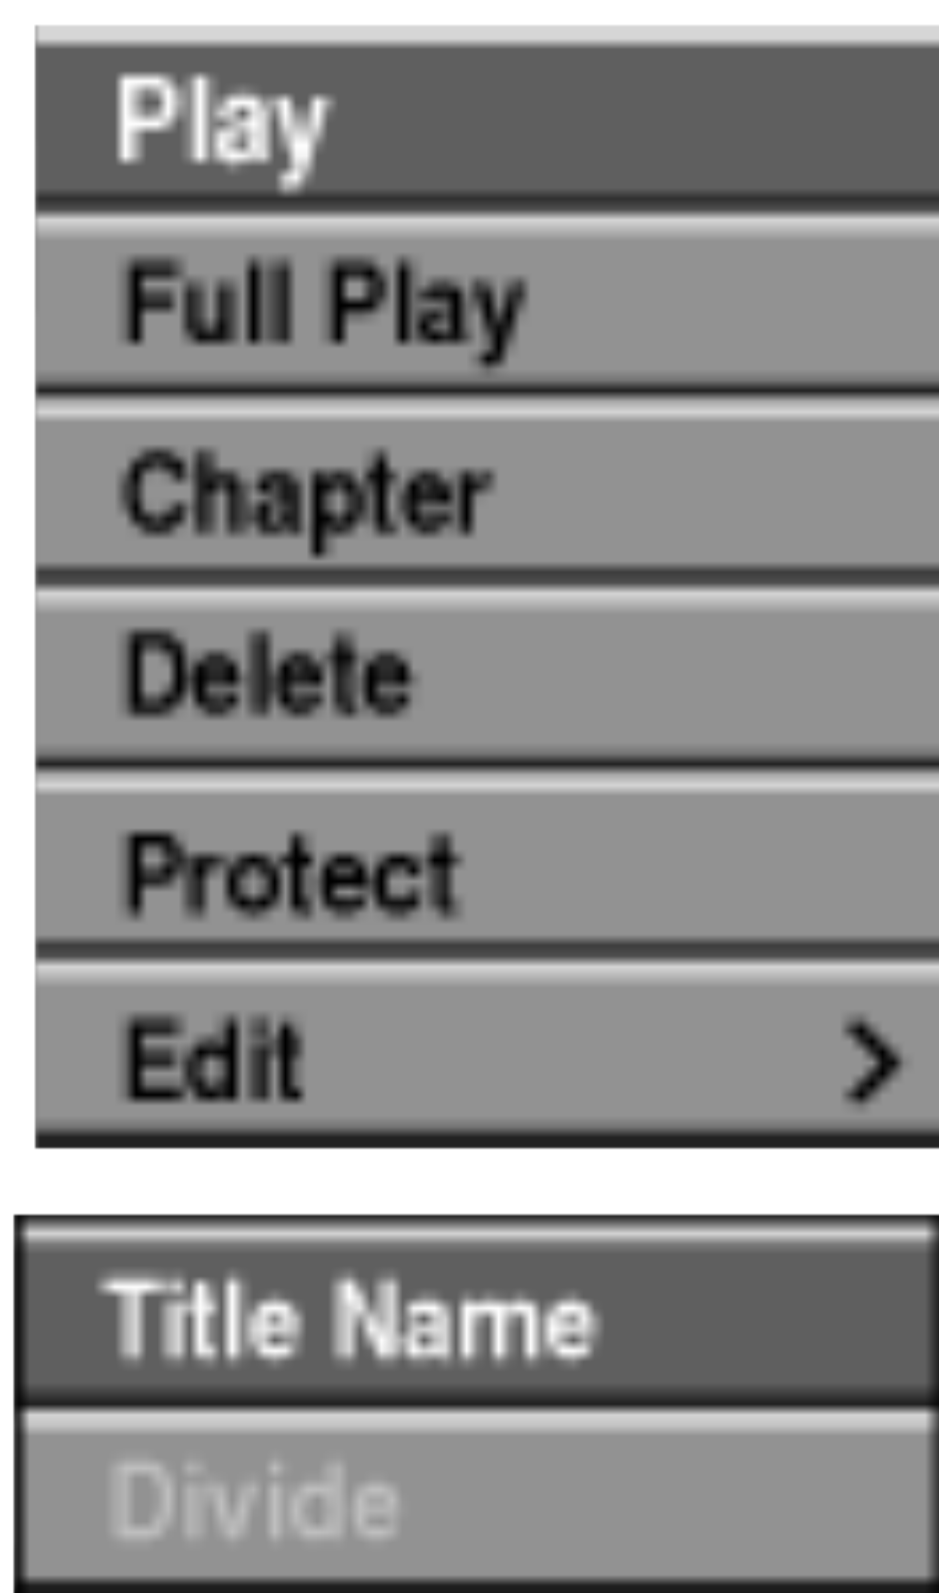 Play
Full Play
Chapter
Delete
Protect
Edit >
Title Name
Divide